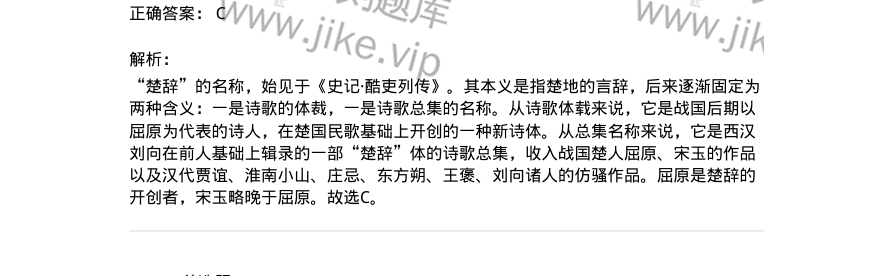 正确答案： C
www.jike.vip
www.jik
解析：
“楚辞”的名称，始见于《史记·酷吏列传》。其本义是指楚地的言辞，后来逐渐固定为
两种含义：一是诗歌的体裁，一是诗歌总集的名称。从诗歌体裁来说，它是战国后期以
屈原为代表的诗人，在楚国民歌基础上开创的一种新诗体。从总集名称来说，它是西汉
刘向在前人基础上辑录的一部“楚辞”体的诗歌总集，收入战国楚人屈原、宋玉的作品
以及汉代贾谊、淮南小山、庄忌、东方朔、王褒、刘向诸人的仿骚作品。屈原是楚辞的
开创者，宋玉略晚于屈原。故选C。